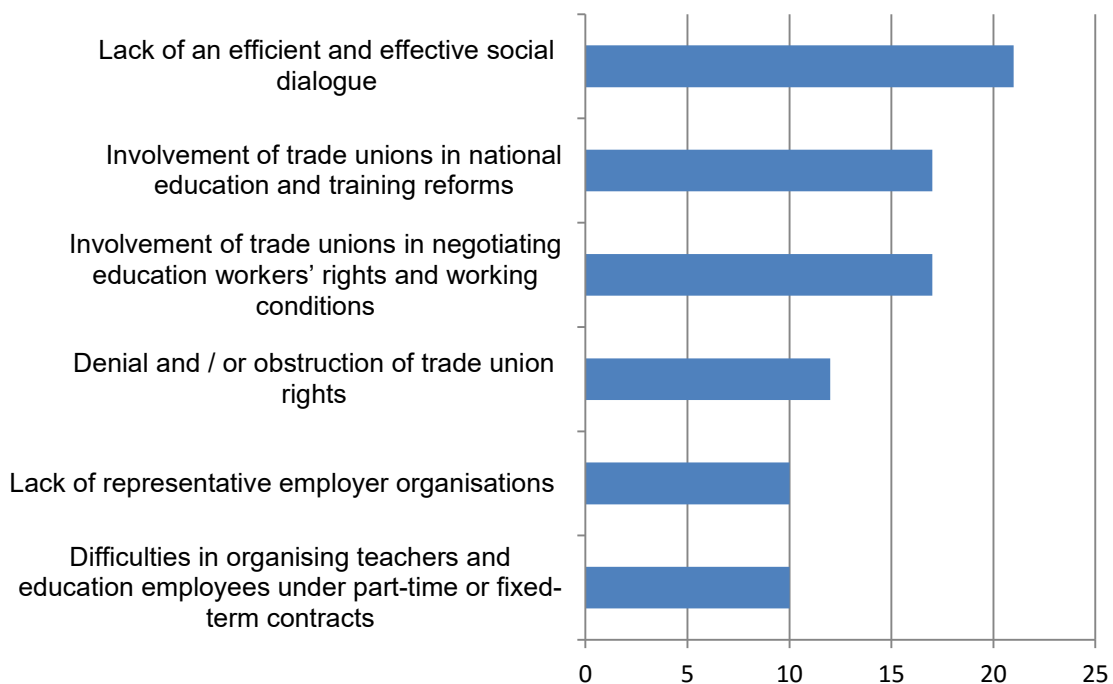 Lack of an efficient and effective social
dialogue
Involvement of trade unions in national
education and training reforms
Involvement of trade unions in negotiating
education workers’ rights and working
conditions
Denial and / or obstruction of trade union
rights
Lack of representative employer organisations
Difficulties in organising teachers and
education employees under part-time or fixed-
term contracts
0 5 10 15 20 25